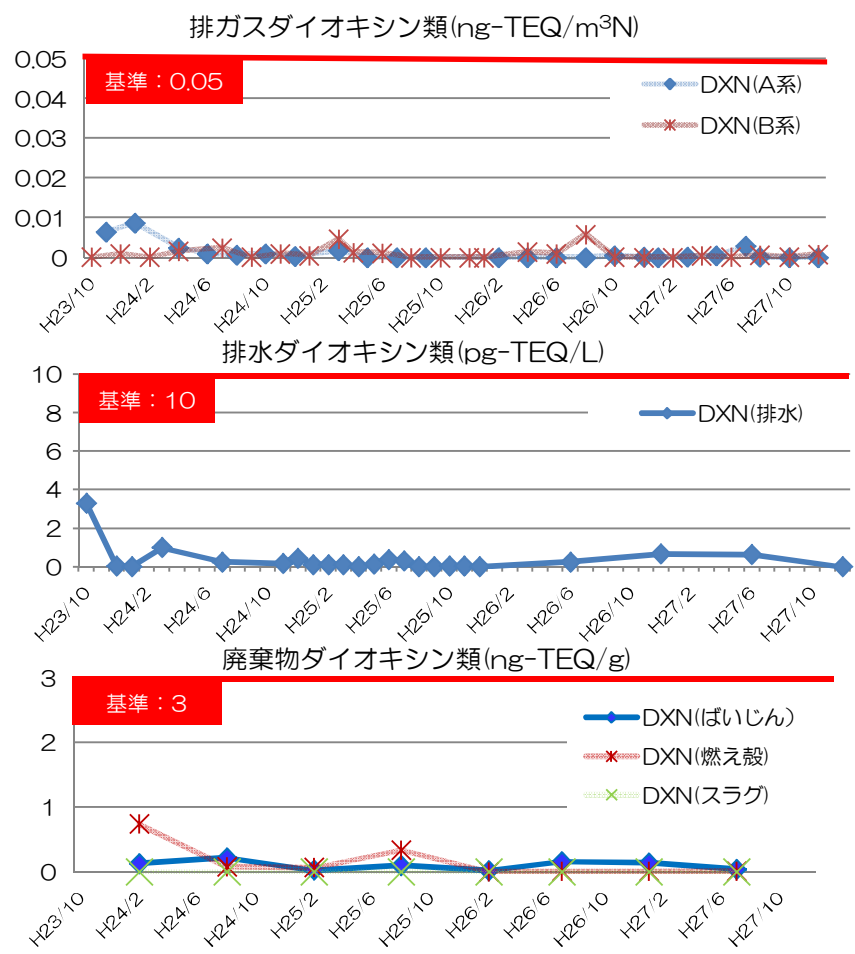 排ガスダイオキシン類(ng-TEQ/m³N)
0.05
基準：0.05
DXN(A系)
0.04
DXN(B系)
0.03
0.02
0.01
0
H23/10 H24/2 H24/6 H24/10 H25/2 H25/6 H25/10 H26/2 H26/6 H26/10 H27/2 H27/6 H27/10
排水ダイオキシン類(pg-TEQ/L)
10
基準：10
DXN(排水)
8
6
4
2
0
H23/10 H24/2 H24/6 H24/10 H25/2 H25/6 H25/10 H26/2 H26/6 H26/10 H27/2 H27/6 H27/10
廃棄物ダイオキシン類(ng-TEQ/g)
3
基準：3
DXN(ばいじん）
DXN(燃え殻)
DXN(スラグ)
2
1
0
H23/10 H24/2 H24/6 H24/10 H25/2 H25/6 H25/10 H26/2 H26/6 H26/10 H27/2 H27/6 H27/10